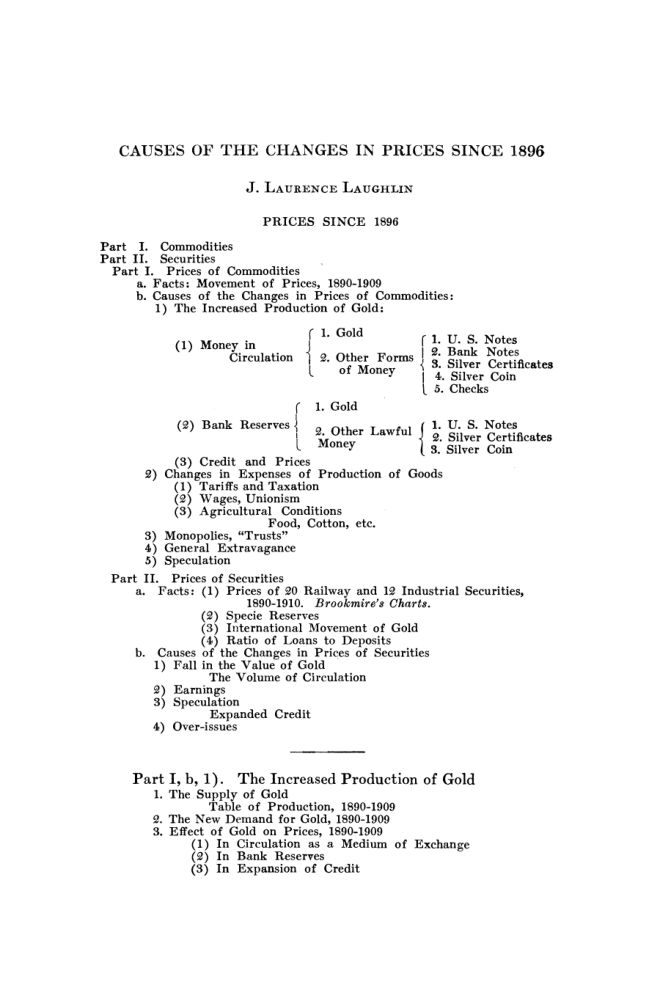 CAUSES OF THE CHANGES IN PRICES SINCE 1896
J. LAURENCE LAUGHLIN
PRICES SINCE 1896
Part I. Commodities
Part II. Securities
Part I. Prices of Commodities
a. Facts: Movement of Prices, 1890-1909
b. Causes of the Changes in Prices of Commodities:
1) The Increased Production of Gold:
(1) Money in Circulation
1. Gold
2. Other Forms of Money
1. U. S. Notes
2. Bank Notes
3. Silver Certificates
4. Silver Coin
5. Checks
(2) Bank Reserves
1. Gold
2. Other Lawful Money
1. U. S. Notes
2. Silver Certificates
3. Silver Coin
(3) Credit and Prices
2) Changes in Expenses of Production of Goods
(1) Tariffs and Taxation
(2) Wages, Unionism
(3) Agricultural Conditions
Food, Cotton, etc.
3) Monopolies, "Trusts"
4) General Extravagance
5) Speculation
Part II. Prices of Securities
a. Facts: (1) Prices of 20 Railway and 12 Industrial Securities,
1890-1910. Brookmire's Charts.
(2) Specie Reserves
(3) International Movement of Gold
(4) Ratio of Loans to Deposits
b. Causes of the Changes in Prices of Securities
1) Fall in the Value of Gold
The Volume of Circulation
2) Earnings
3) Speculation
Expanded Credit
4) Over-issues
Part I, b, 1). The Increased Production of Gold
1. The Supply of Gold
Table of Production, 1890-1909
2. The New Demand for Gold, 1890-1909
3. Effect of Gold on Prices, 1890-1909
(1) In Circulation as a Medium of Exchange
(2) In Bank Reserves
(3) In Expansion of Credit